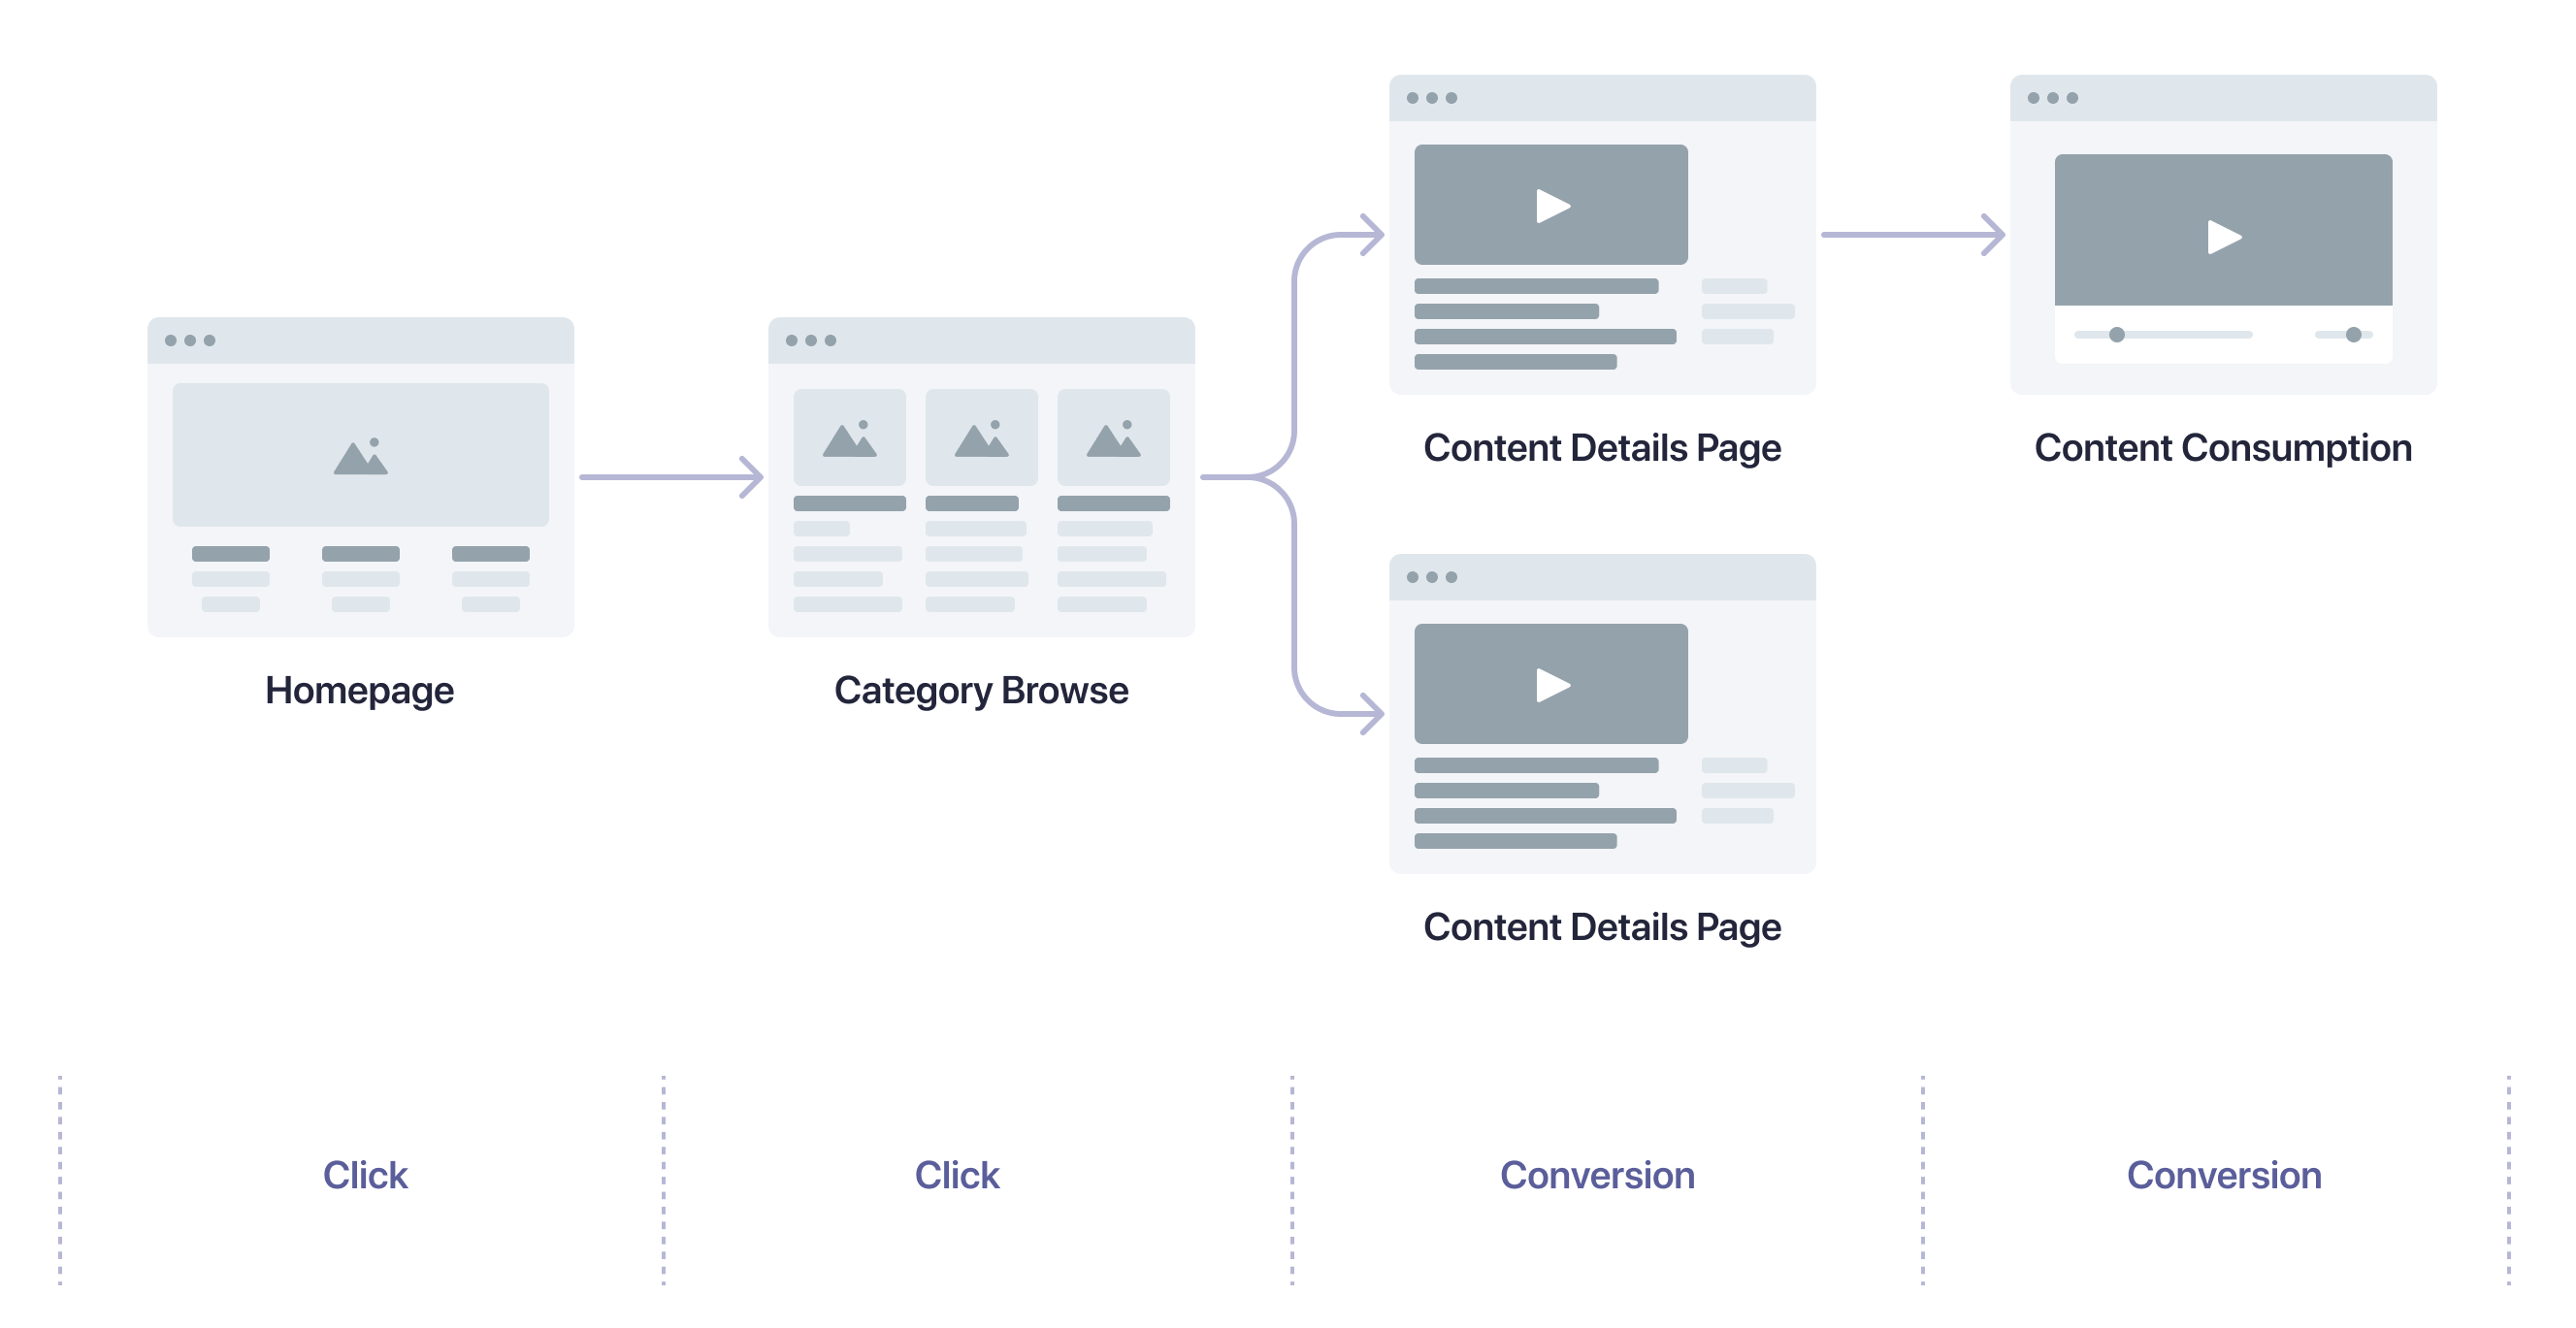 Homepage
Category Browse
Content Details Page
Content Consumption
Content Details Page
Click
Click
Conversion
Conversion